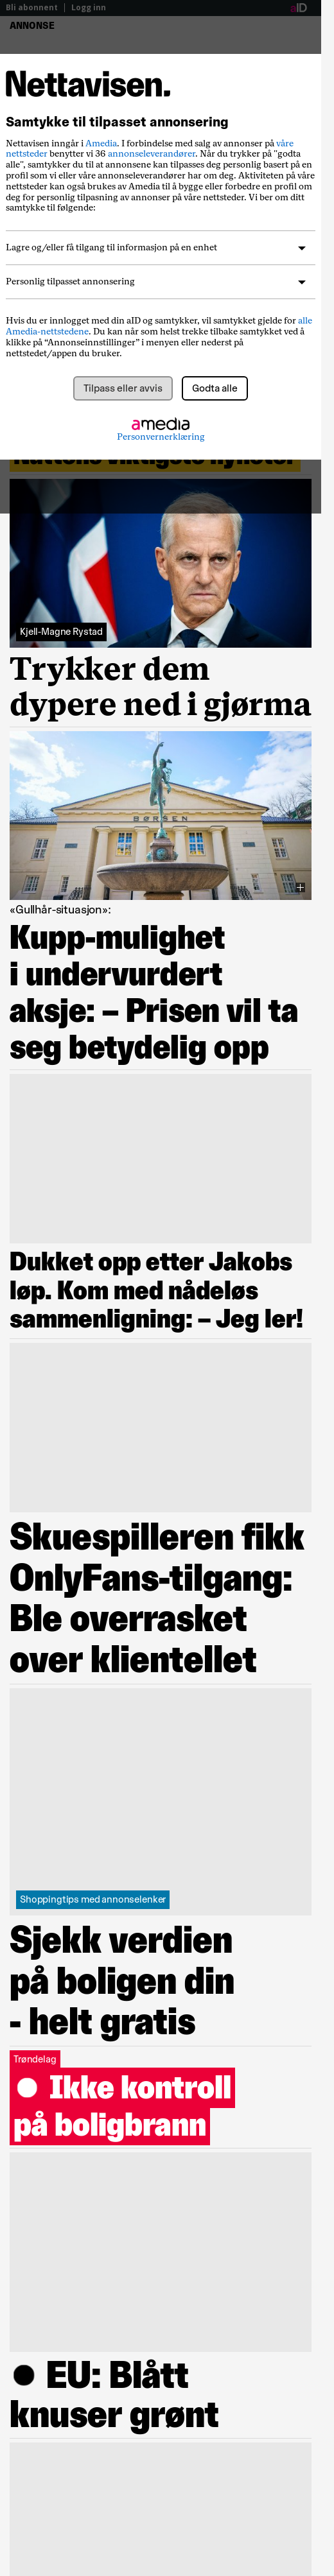 Bli abonnent
Logg inn
aID
ANNONSE
Nettavisen.
Samtykke til tilpasset annonsering
Nettavisen ingår i Amedia. I forbindelse med salg av annonser på våre
nettsteder benytter vi 36 annonseleverandører. Når du trykker på "godta
alle", samtykker du til at annonsene kan tilpasses deg personlig basert på en
profil som vi eller våre annonseleverandører har om deg. Aktiviteten på våre
nettsteder kan også brukes av Amedia til å bygge eller forbedre en profil om
deg for personlig tilpasning av annonser på våre nettsteder. Vi ber om ditt
samtykke til følgende:
Lagre og/eller få tilgang til informasjon på en enhet
Personlig tilpasset annonsering
Hvis du er innlogget med din aID og samtykker, vil samtykket gjelde for alle
Amedia-nettstedene. Du kan når som helst trekke tilbake samtykket ved å
klikke på “Annonseinnstillinger” i menyen eller nederst på
nettstedet/appen du bruker.
Tilpass eller avvis
Godta alle
amedia
Personvernerklæring
Nattens viktigste nyheter
Kjell-Magne Rystad
Trykker dem
dypere ned i gjørma
BØRSEN
«Gullhår-situasjon»:
Kupp-mulighet
i undervurdert
aksje: – Prisen vil ta
seg betydelig opp
Dukket opp etter Jakobs
løp. Kom med nådeløs
sammenligning: – Jeg ler!
Skuespilleren fikk
OnlyFans-tilgang:
Ble overrasket
over klientellet
Shoppingtips med annonselenker
Sjekk verdien
på boligen din
- helt gratis
Trøndelag
Ikke kontroll
på boligbrann
EU: Blått
knuser grønt